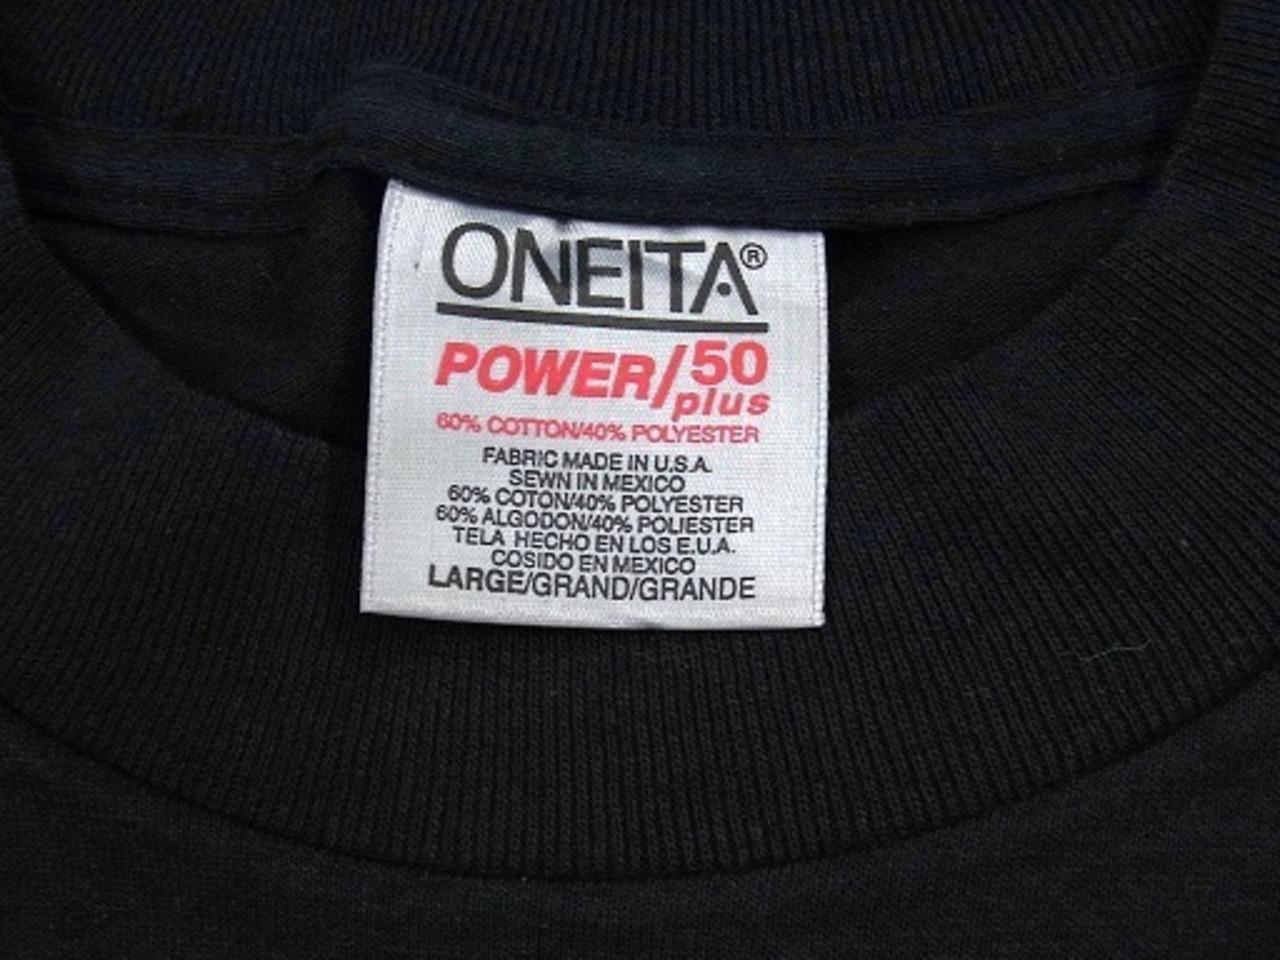 ONEITA®
POWER/50
plus
60% COTTON/40% POLYESTER
FABRIC MADE IN U.S.A.
SEWN IN MEXICO
60% COTON/40% POLYESTER
60% ALGODON/40% POLIESTER
TELA HECHO EN LOS E.U.A.
COSIDO EN MEXICO
LARGE/GRAND/GRANDE